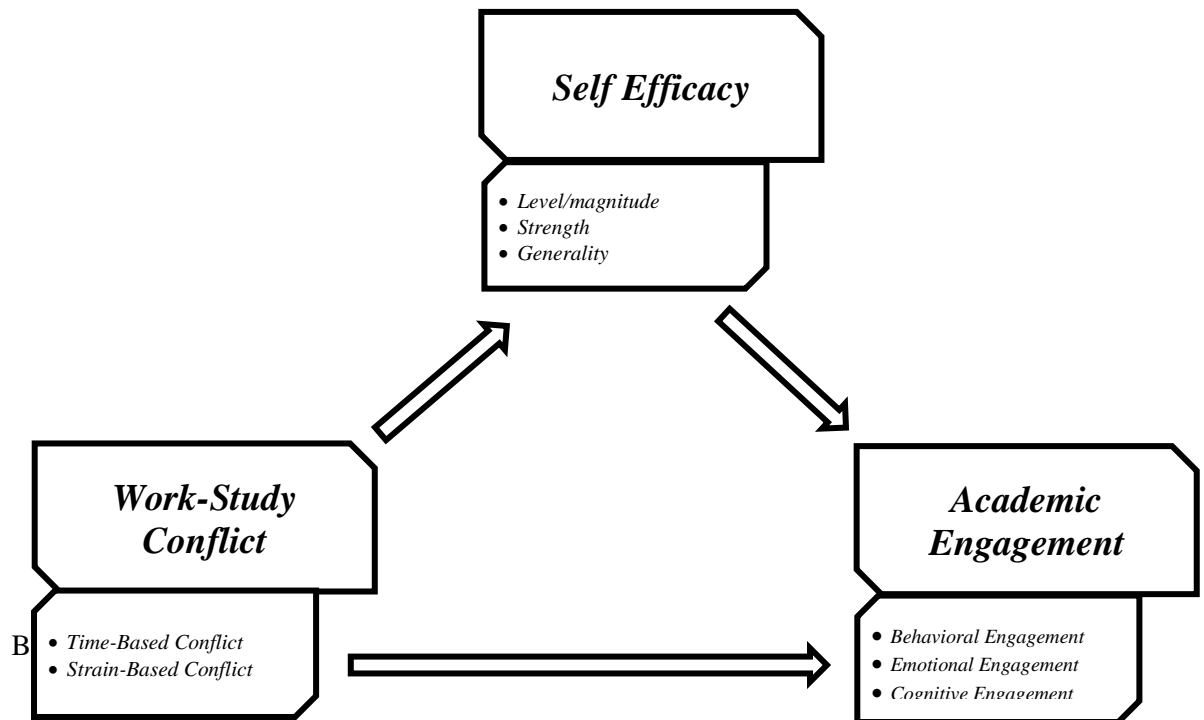 Self Efficacy
• Level/magnitude
• Strength
• Generality
Work-Study
Conflict
• Time-Based Conflict
• Strain-Based Conflict
B
Academic
Engagement
• Behavioral Engagement
• Emotional Engagement
• Cognitive Engagement